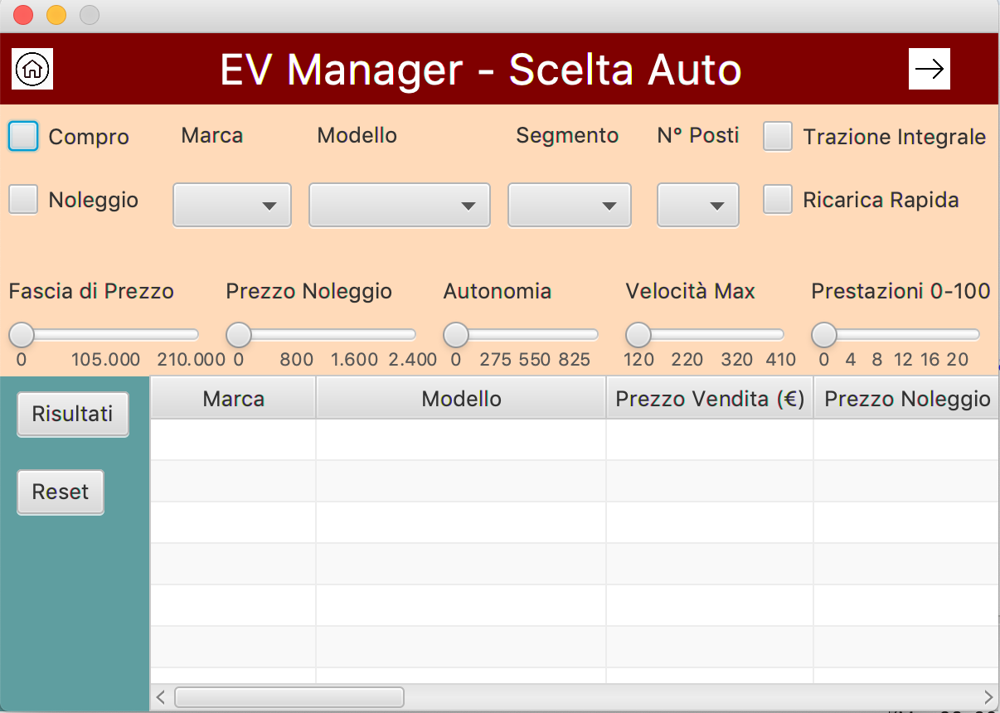 EV Manager - Scelta Auto
Compro Marca Modello Segmento N° Posti Trazione Integrale
Noleggio Ricarica Rapida
Fascia di Prezzo Prezzo Noleggio Autonomia Velocità Max Prestazioni 0-100
0 105.000 210.000 0 800 1.600 2.400 0 275 550 825 120 220 320 410 0 4 8 12 16 20
Risultati Marca Modello Prezzo Vendita (€) Prezzo Noleggio
Reset